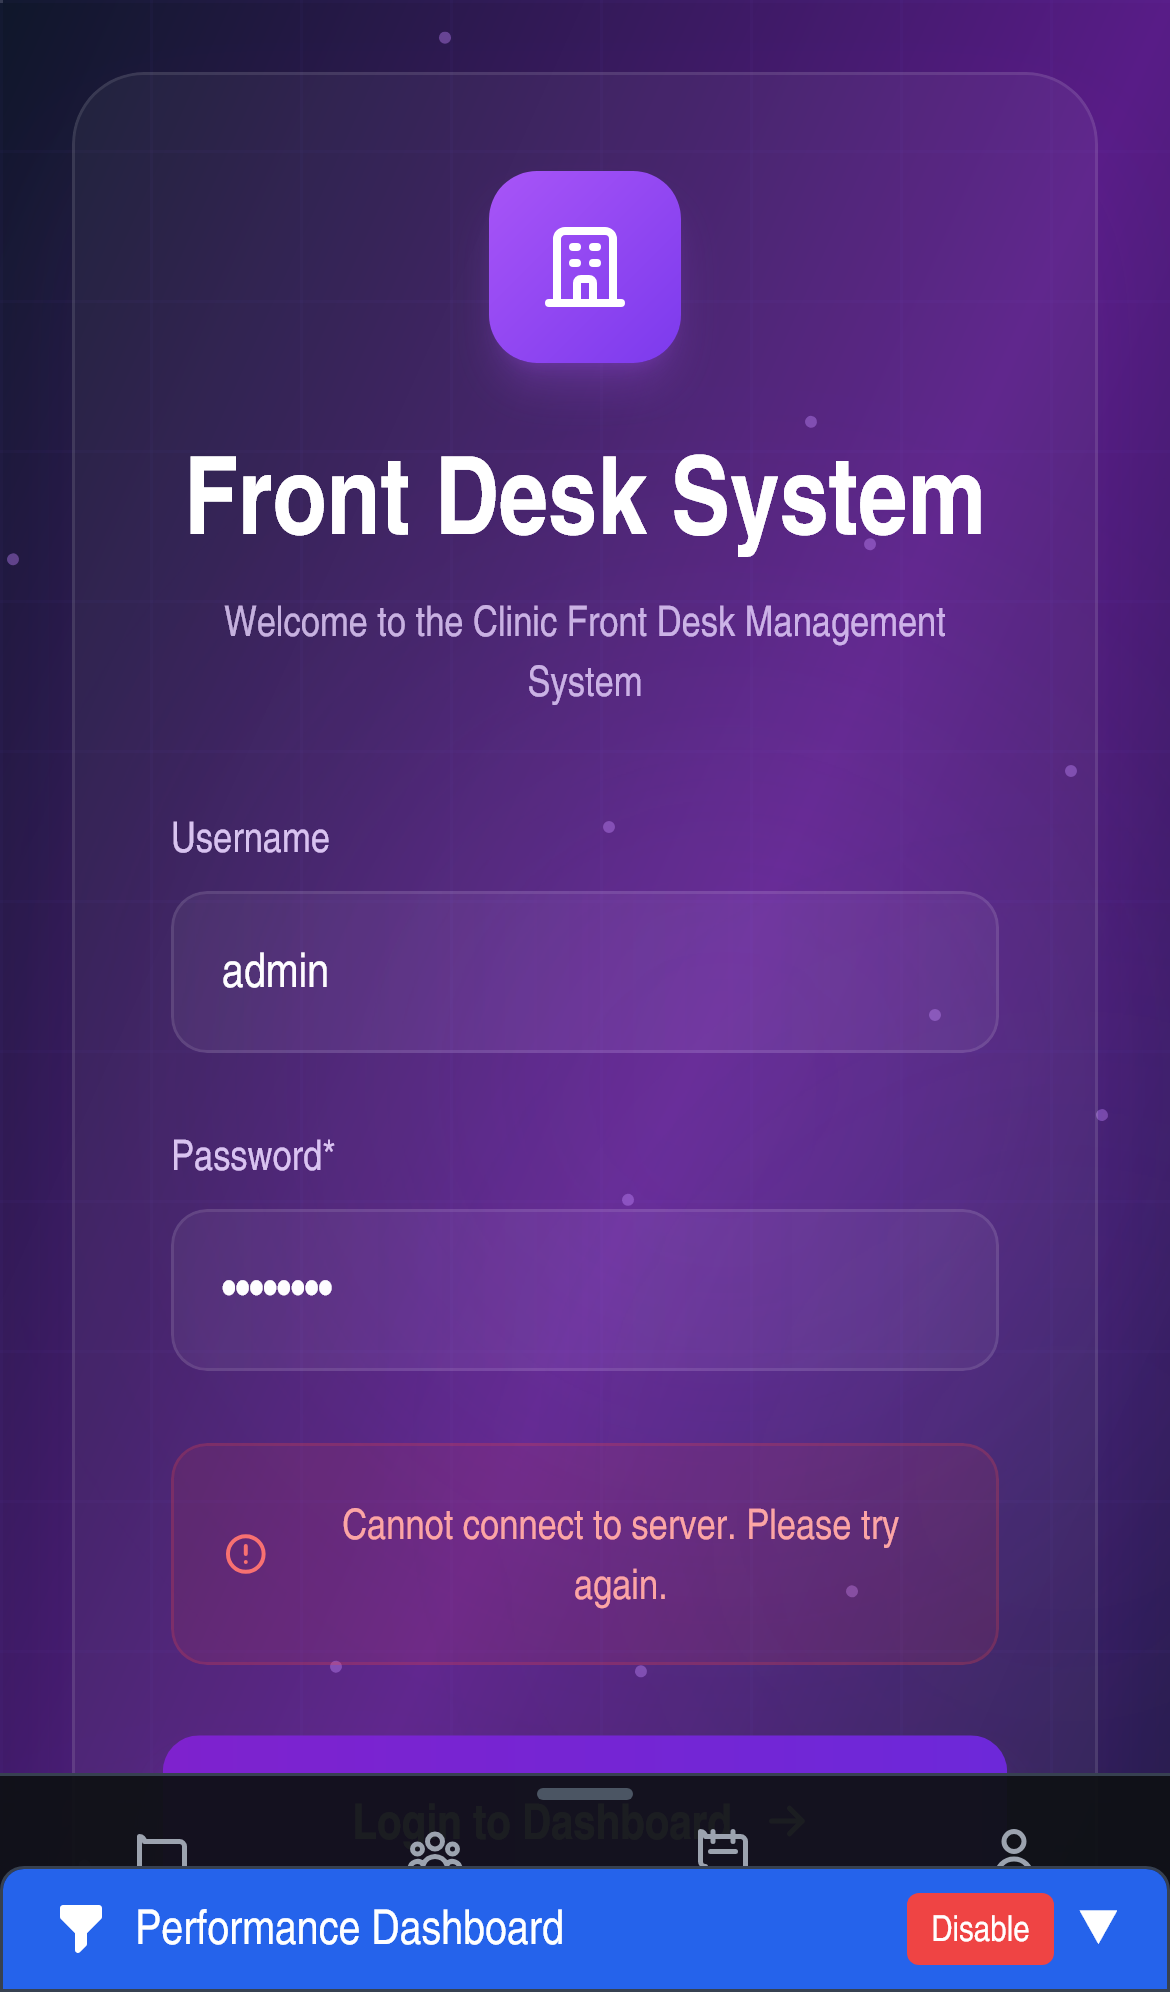 Front Desk System
Welcome to the Clinic Front Desk Management
System
Username
admin
Password*
Cannot connect to server. Please try
again.
Login to Dashboard →
Performance Dashboard
Disable